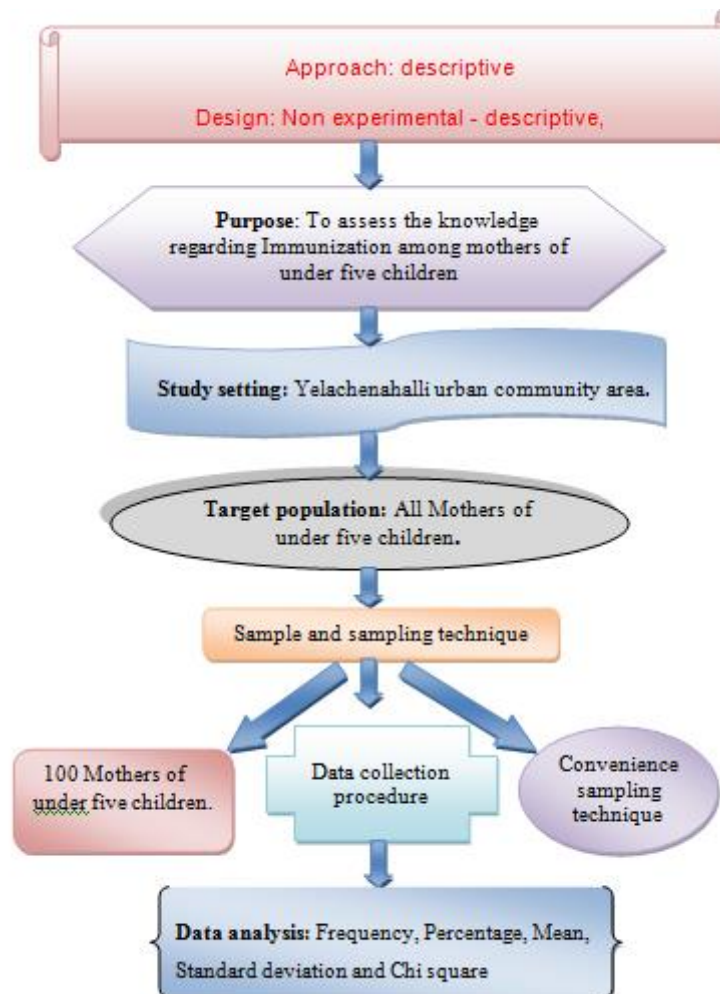 Approach: descriptive
Design: Non experimental - descriptive,
Purpose: To assess the knowledge
regarding Immunization among mothers of
under five children
Study setting: Yelachenahalli urban community area.
Target population: All Mothers of
under five children.
Sample and sampling technique
100 Mothers of
under five children.
Data collection
procedure
Convenience
sampling
technique
Data analysis: Frequency, Percentage, Mean,
Standard deviation and Chi square